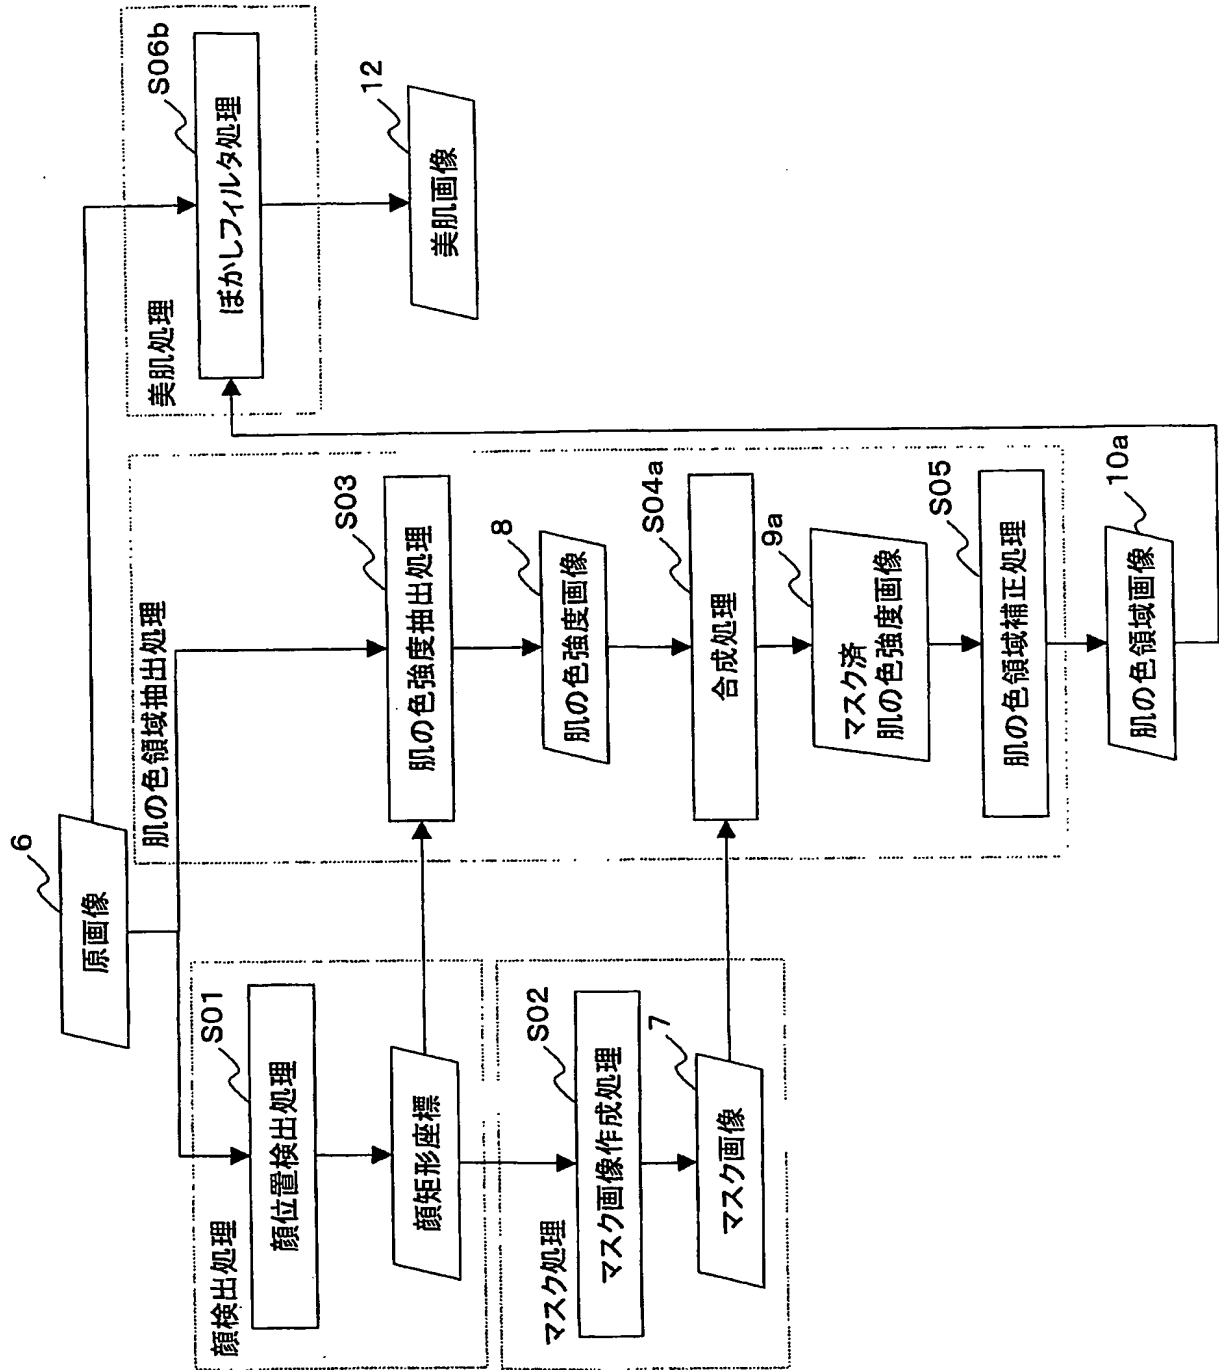 6
原画像
顔検出処理
S01
顔位置検出処理
顔矩形座標
マスク処理
S02
マスク画像作成処理
7
マスク画像
肌の色領域抽出処理
S03
肌の色強度抽出処理
8
肌の色強度画像
S04a
合成処理
9a
マスク済
肌の色強度画像
S05
肌の色領域補正処理
10a
肌の色領域画像
美肌処理
S06b
ぼかしフィルタ処理
12
美肌画像